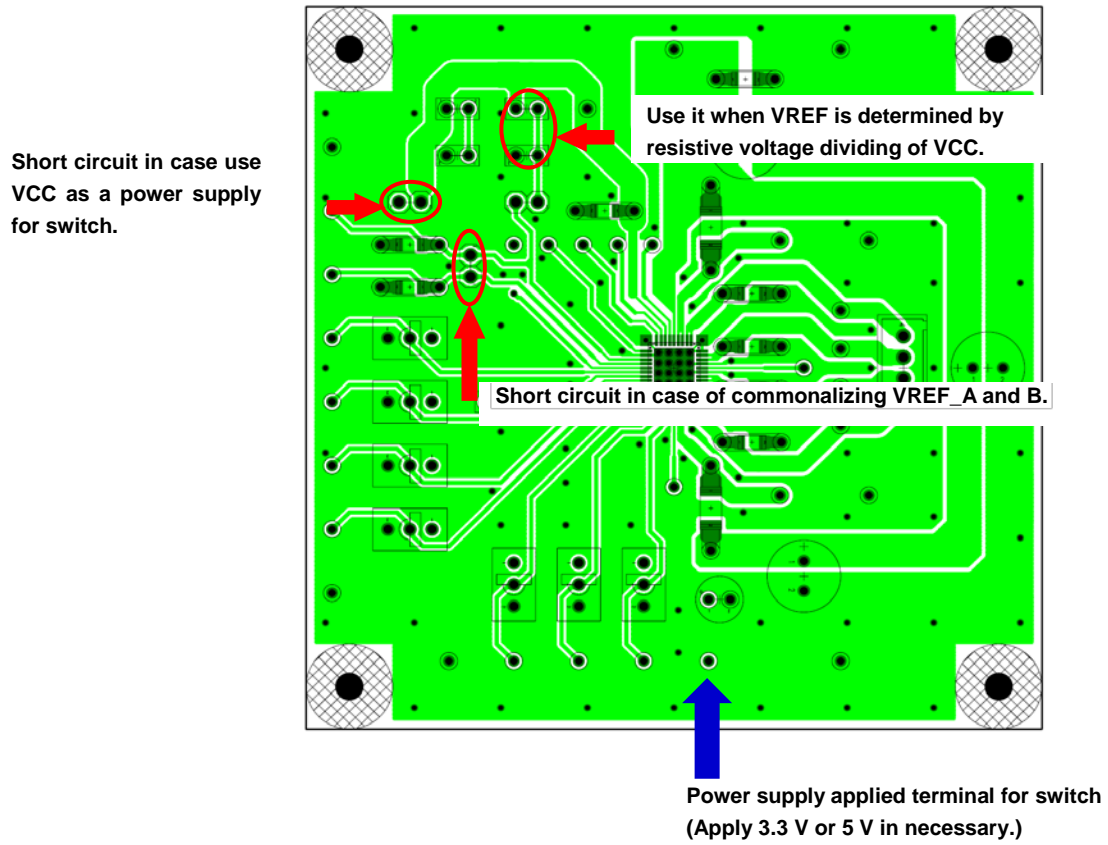 Use it when VREF is determined by
resistive voltage dividing of VCC.
Short circuit in case use
VCC as a power supply
for switch.
Short circuit in case of commonalizing VREF_A and B.
Power supply applied terminal for switch
(Apply 3.3 V or 5 V in necessary.)